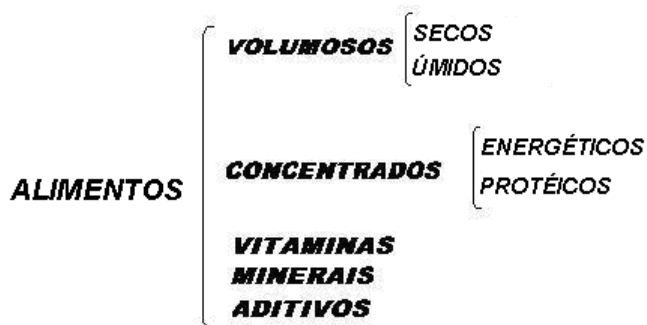 VOLUMOSOS
SECOS
ÚMIDOS
ALIMENTOS
CONCENTRADOS
ENERGÉTICOS
PROTÉICOS
VITAMINAS
MINERAIS
ADITIVOS